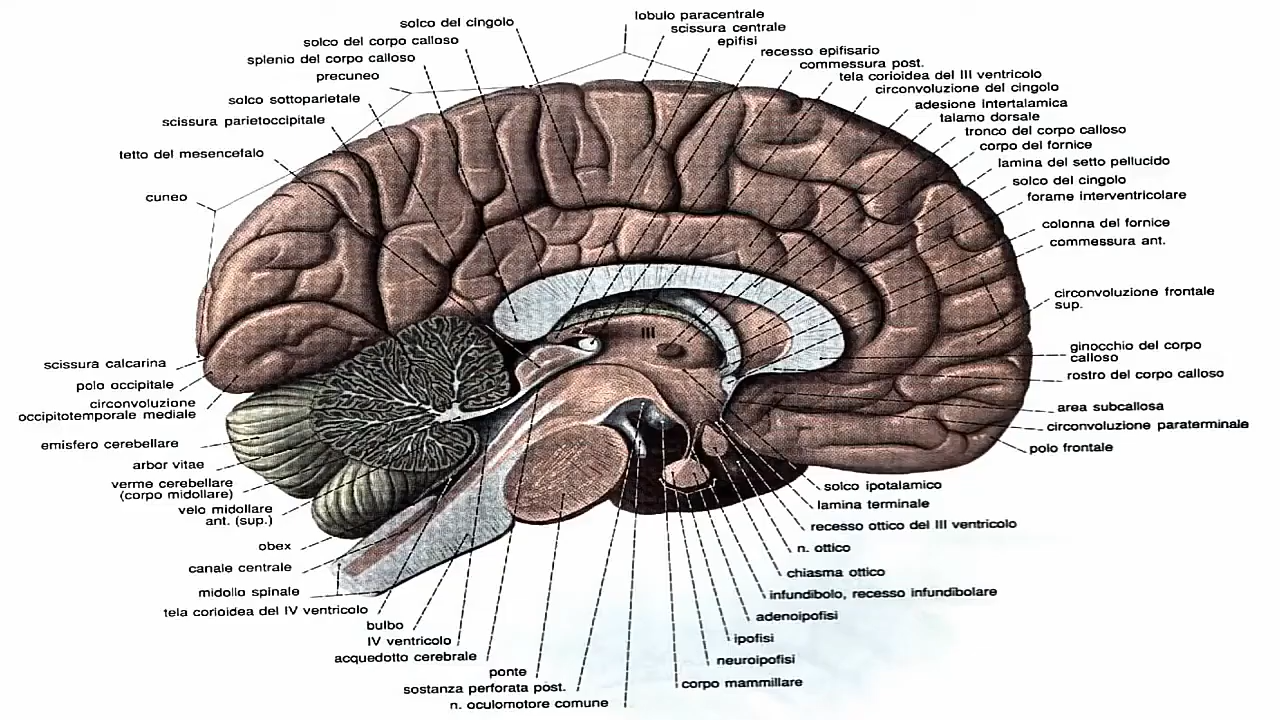 solco del cingolo
solco del corpo calloso
splenio del corpo calloso
precuneo
solco sottoparietale
scissura parietoccipitale
tetto del mesencefalo
cuneo
lobulo paracentrale
scissura centrale
epifisi
recesso epifisario
commessura post.
tela corioidea del III ventricolo
circonvoluzione del cingolo
adesione Intertalamica
talamo dorsale
tronco del corpo calloso
corpo del fornice
lamina del setto pellucido
solco del cingolo
forame interventricolare
colonna del fornice
commessura ant.
circonvoluzione frontale
sup.
ginocchio del corpo
calloso
rostro del corpo calloso
area subcallosa
circonvoluzione paraterminale
polo frontale
III
scissura calcarina
polo occipitale
circonvoluzione
occipitotemporale mediale
emisfero cerebellare
arbor vitae
verme cerebellare
(corpo midollare)
velo midollare
ant. (sup.)
obex
canale centrale
midollo spinale
tela corioidea del IV ventricolo
bulbo
IV ventricolo
acquedotto cerebrale
ponte
sostanza perforata post.
n. oculomotore comune
solco ipotalamico
lamina terminale
recesso ottico del III ventricolo
n. ottico
chiasma ottico
infundibolo, recesso infundibolare
adenoipofisi
ipofisi
neuroipofisi
corpo mammillare